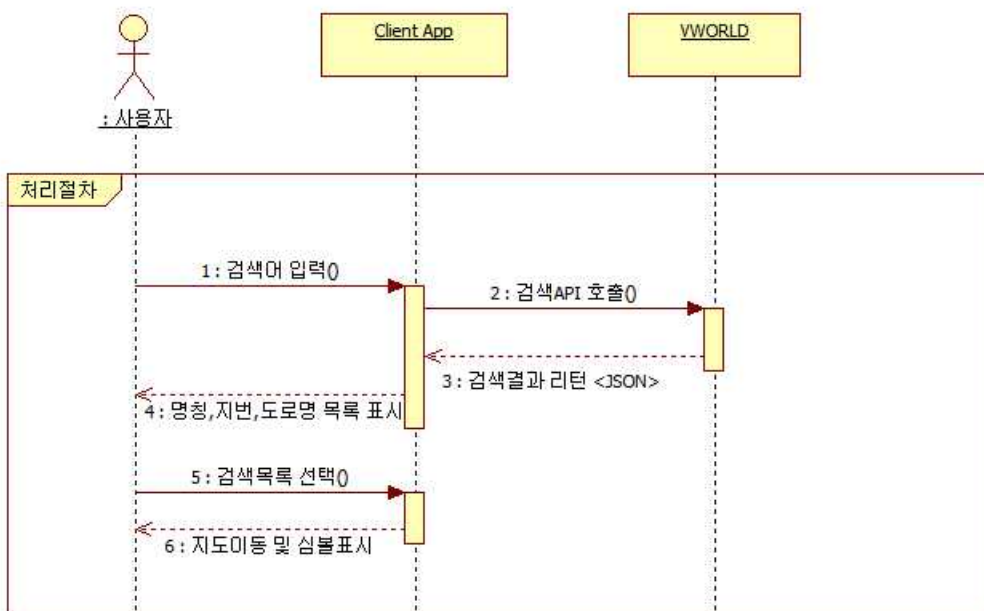 Client App
VWORLD
: 사용자
처리절차
1 : 검색어 입력()
2 : 검색API 호출()
3 : 검색결과 리턴 <JSON>
4 : 명칭,지번,도로명 목록 표시
5 : 검색목록 선택()
6 : 지도이동 및 심볼표시